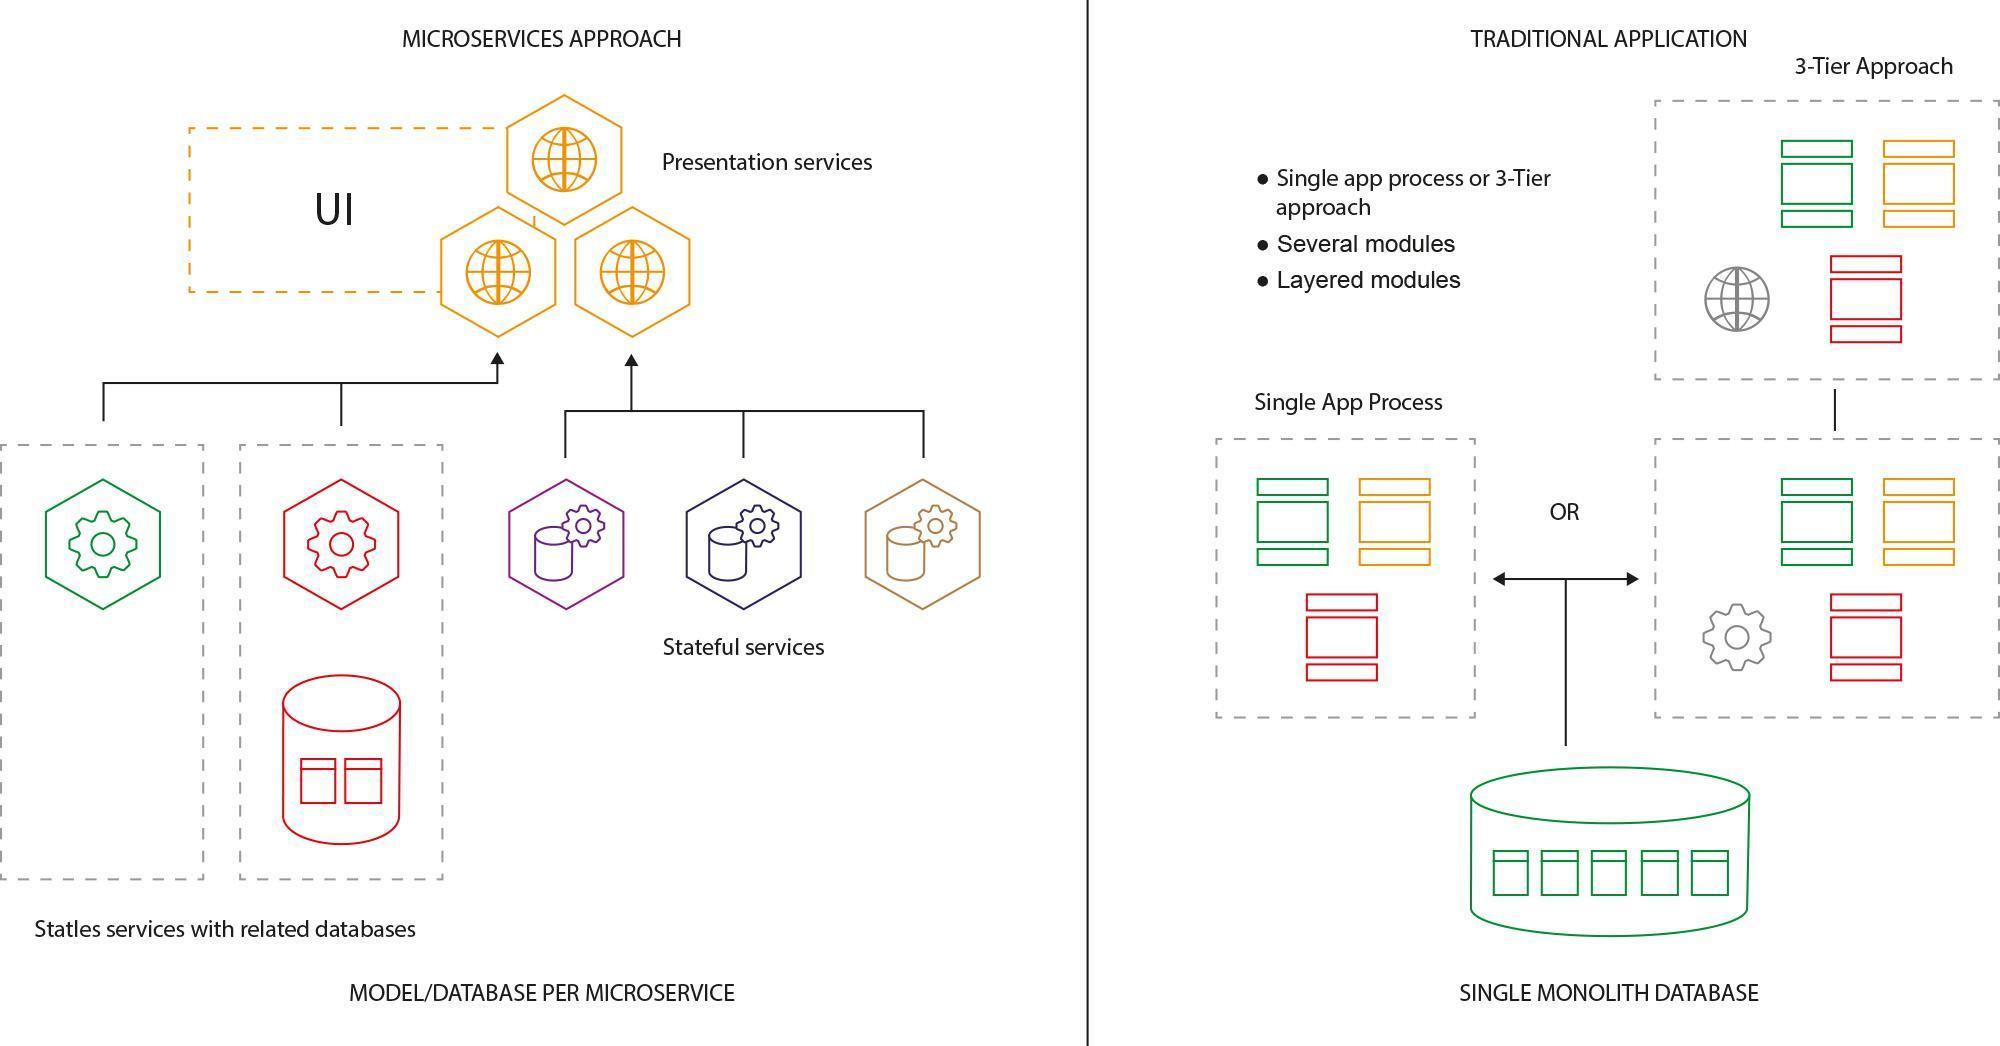 MICROSERVICES APPROACH
UI
Presentation services
Stateful services
Statles services with related databases
MODEL/DATABASE PER MICROSERVICE
TRADITIONAL APPLICATION
3-Tier Approach
● Single app process or 3-Tier
approach
● Several modules
● Layered modules
Single App Process
OR
SINGLE MONOLITH DATABASE